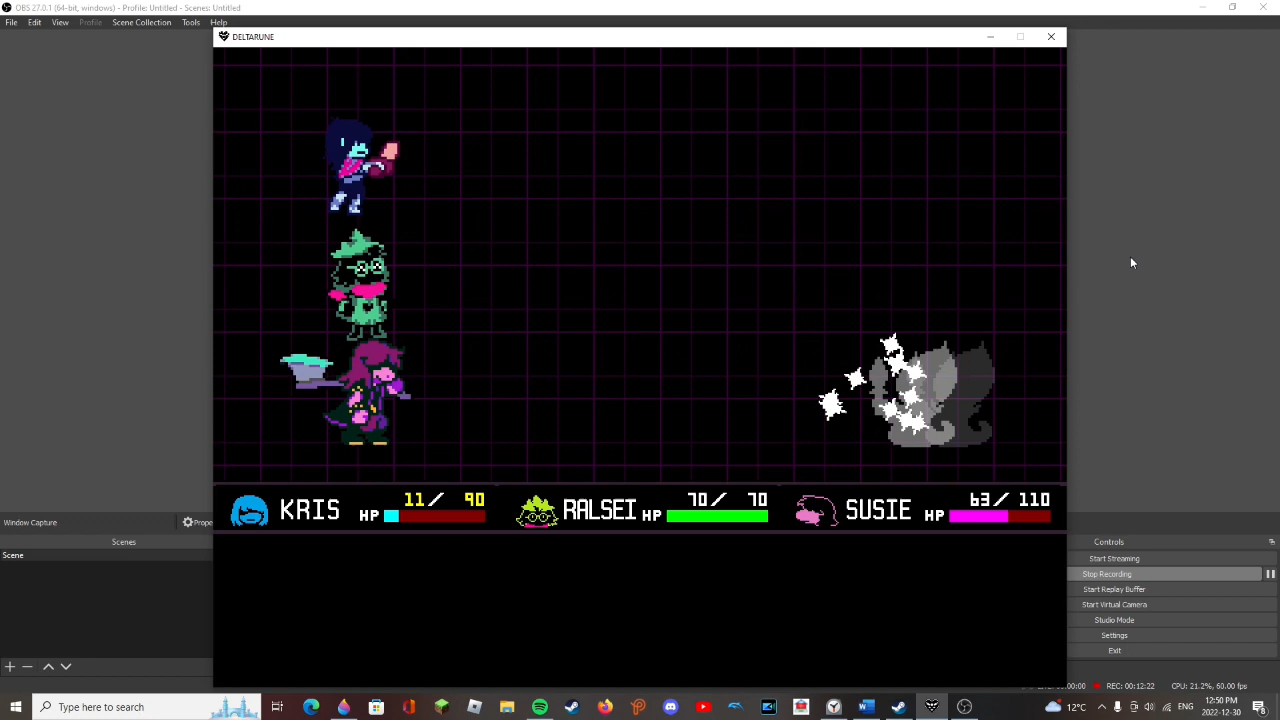 OBS 27.0.1 (64-bit, windows) - Profile: Untitled - Scenes: Untitled
File Edit View Profile Scene Collection Tools Help
DELTARUNE
KRIS HP 11/ 90 RALSEI HP 70/ 70 SUSIE HP 63/ 110
Window Capture
Scenes
Controls
Scene
Start Streaming
Stop Recording
Start Replay Buffer
Start Virtual Camera
Studio Mode
Settings
Exit
REC: 00:12:22 CPU: 21.2%, 60.00 fps
Type here to search
12°C
ENG
12:50 PM
2022-12-30